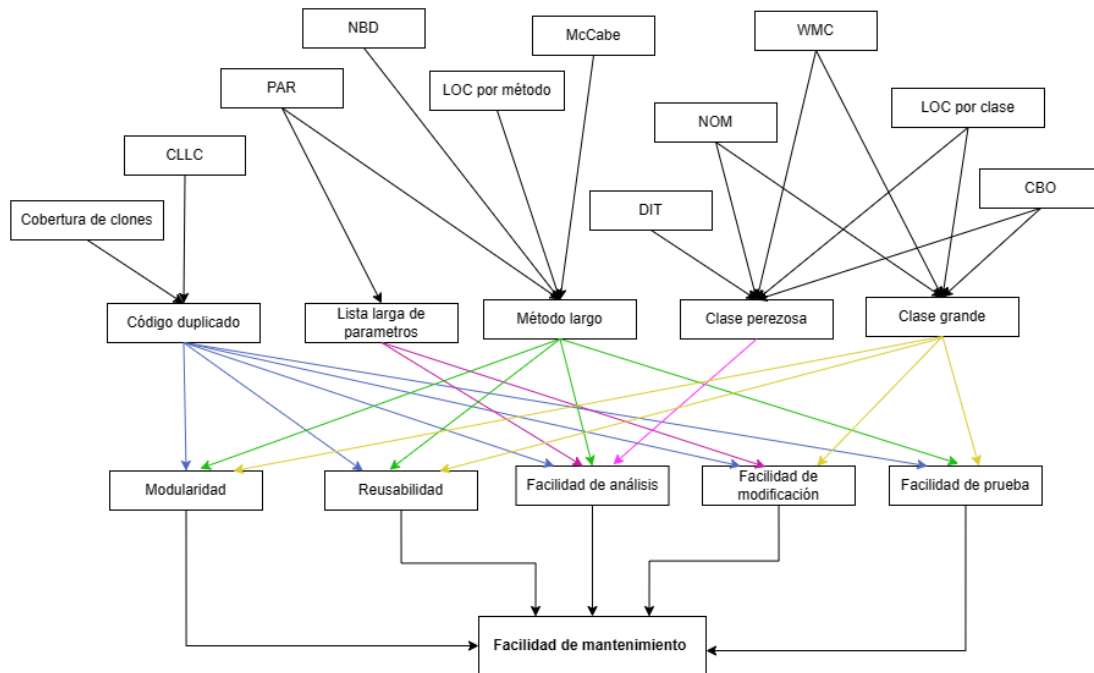 NBD
McCabe
WMC
PAR
LOC por método
NOM
LOC por clase
CLLC
Cobertura de clones
DIT
CBO
Código duplicado
Lista larga de
parametros
Método largo
Clase perezosa
Clase grande
Modularidad
Reusabilidad
Facilidad de análisis
Facilidad de
modificación
Facilidad de prueba
Facilidad de mantenimiento